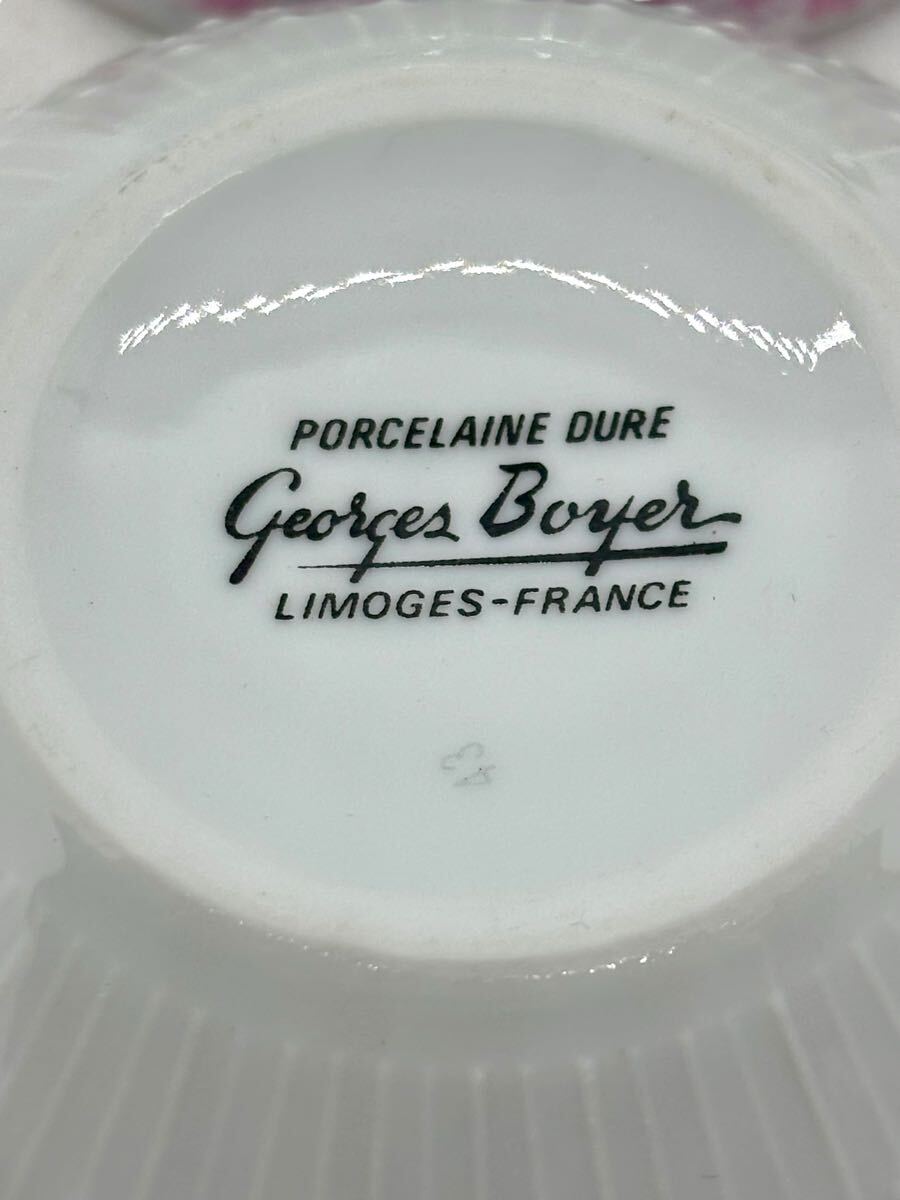 PORCELAINE DURE
Georges Boyer
LIMOGES-FRANCE